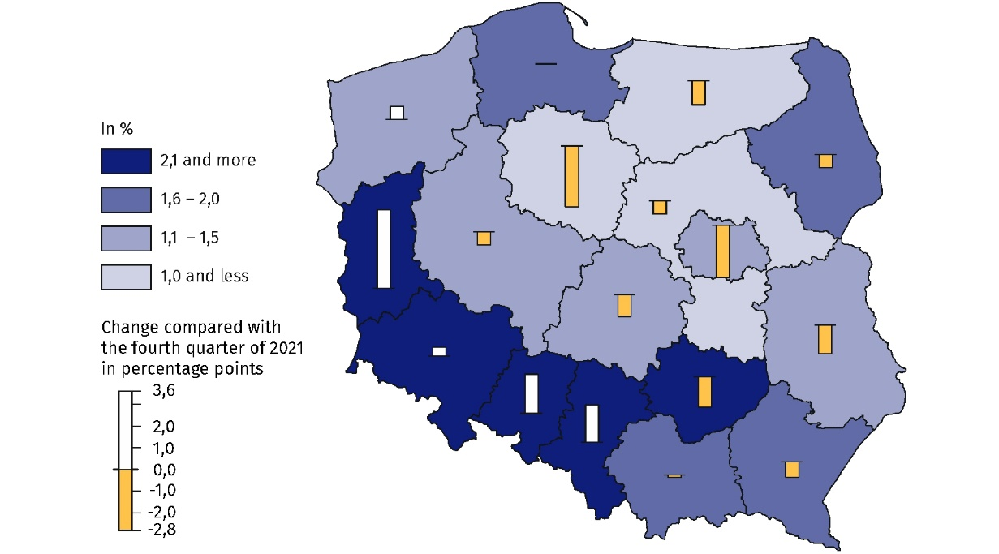 In %
2,1 and more
1,6 – 2,0
1,1 – 1,5
1,0 and less
Change compared with
the fourth quarter of 2021
in percentage points
3,6
2,0
1,0
0,0
-1,0
-2,0
-2,8